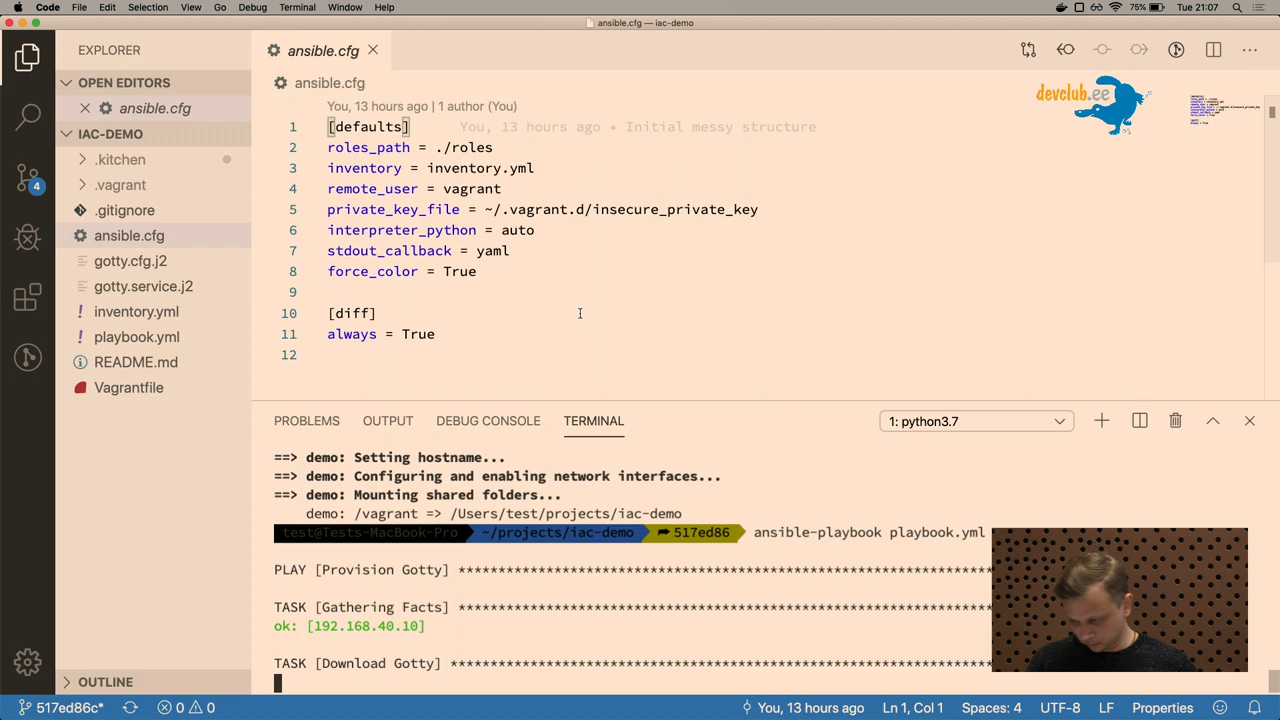 Code File Edit Selection View Go Debug Terminal Window Help 75% Tue 21:07
ansible.cfg — iac-demo
EXPLORER
OPEN EDITORS
ansible.cfg
IAC-DEMO
.kitchen
.vagrant
.gitignore
ansible.cfg
gotty.cfg.j2
gotty.service.j2
inventory.yml
playbook.yml
README.md
Vagrantfile
OUTLINE
4
ansible.cfg
ansible.cfg
devclub.ee
You, 13 hours ago | 1 author (You)
1 [defaults] You, 13 hours ago • Initial messy structure
2 roles_path = ./roles
3 inventory = inventory.yml
4 remote_user = vagrant
5 private_key_file = ~/.vagrant.d/insecure_private_key
6 interpreter_python = auto
7 stdout_callback = yaml
8 force_color = True
9
10 [diff]
11 always = True
12
PROBLEMS OUTPUT DEBUG CONSOLE TERMINAL 1: python3.7
==> demo: Setting hostname...
==> demo: Configuring and enabling network interfaces...
==> demo: Mounting shared folders...
demo: /vagrant => /Users/test/projects/iac-demo
test@Tests-MacBook-Pro ~/projects/iac-demo 517ed86 ansible-playbook playbook.yml
PLAY [Provision Gotty] ******************************************************************
TASK [Gathering Facts] ******************************************************************
ok: [192.168.40.10]
TASK [Download Gotty] *******************************************************************
517ed86c* 0 0 You, 13 hours ago Ln 1, Col 1 Spaces: 4 UTF-8 LF Properties